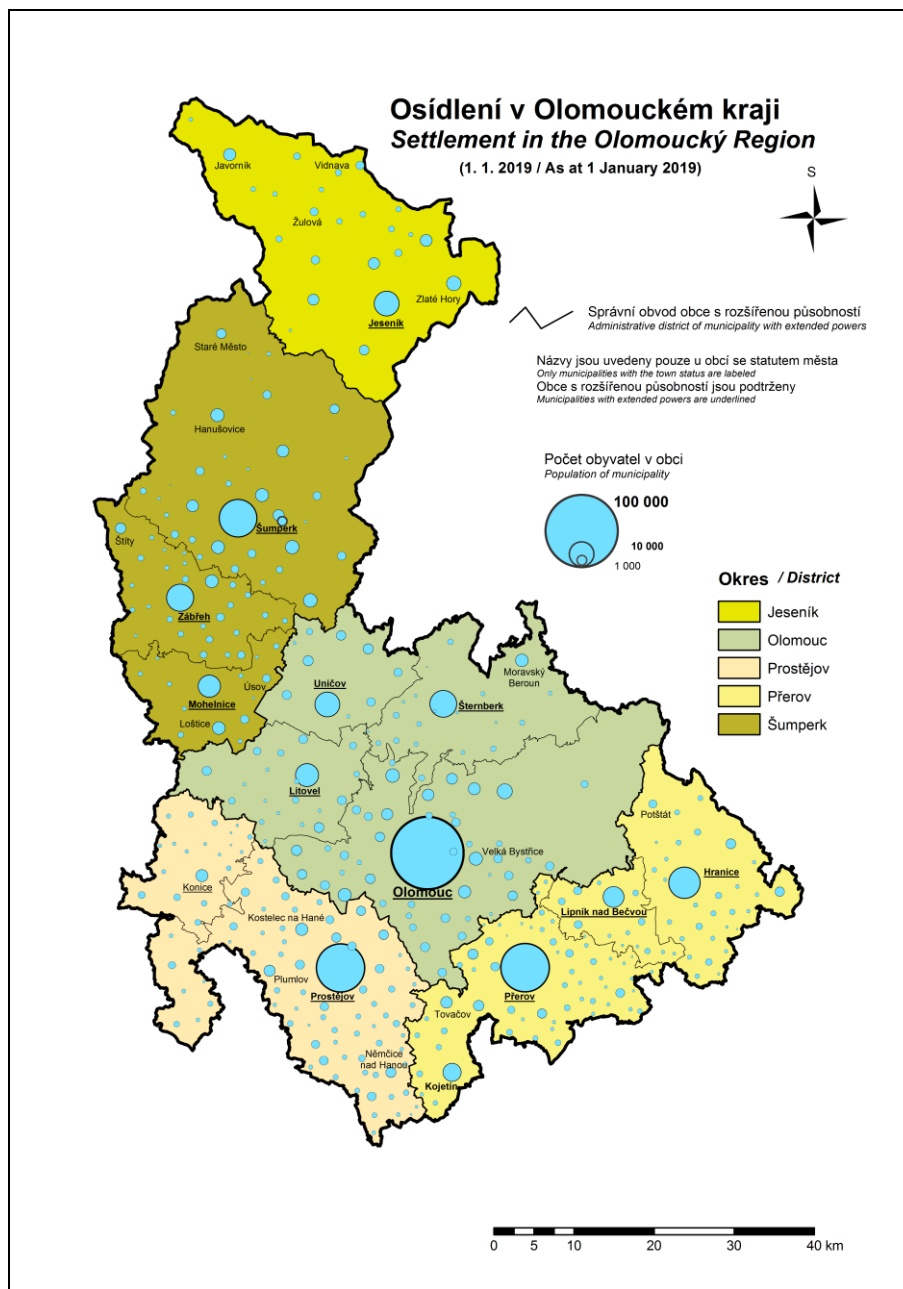 Osídlení v Olomouckém kraji
Settlement in the Olomoucký Region
(1. 1. 2019 / As at 1 January 2019)
S
Javorník
Vidnava
Žulová
Zlaté Hory
Jeseník
Správní obvod obce s rozšířenou působností
Administrative district of municipality with extended powers
Staré Město
Názvy jsou uvedeny pouze u obcí se statutem města
Only municipalities with the town status are labeled
Obce s rozšířenou působností jsou podtrženy
Municipalities with extended powers are underlined
Hanušovice
Počet obyvatel v obci
Population of municipality
100 000
10 000
1 000
Šumperk
Štíty
Okres / District
Jeseník
Olomouc
Prostějov
Přerov
Šumperk
Zábřeh
Moravský
Beroun
Uničov
Úsov
Mohelnice
Šternberk
Loštice
Litovel
Potštát
Velká Bystřice
Hranice
Olomouc
Konice
Lipník nad Bečvou
Kostelec na Hané
Plumlov
Prostějov
Přerov
Tovačov
Němčice
nad Hanou
Kojetín
0 5 10 20 30 40 km